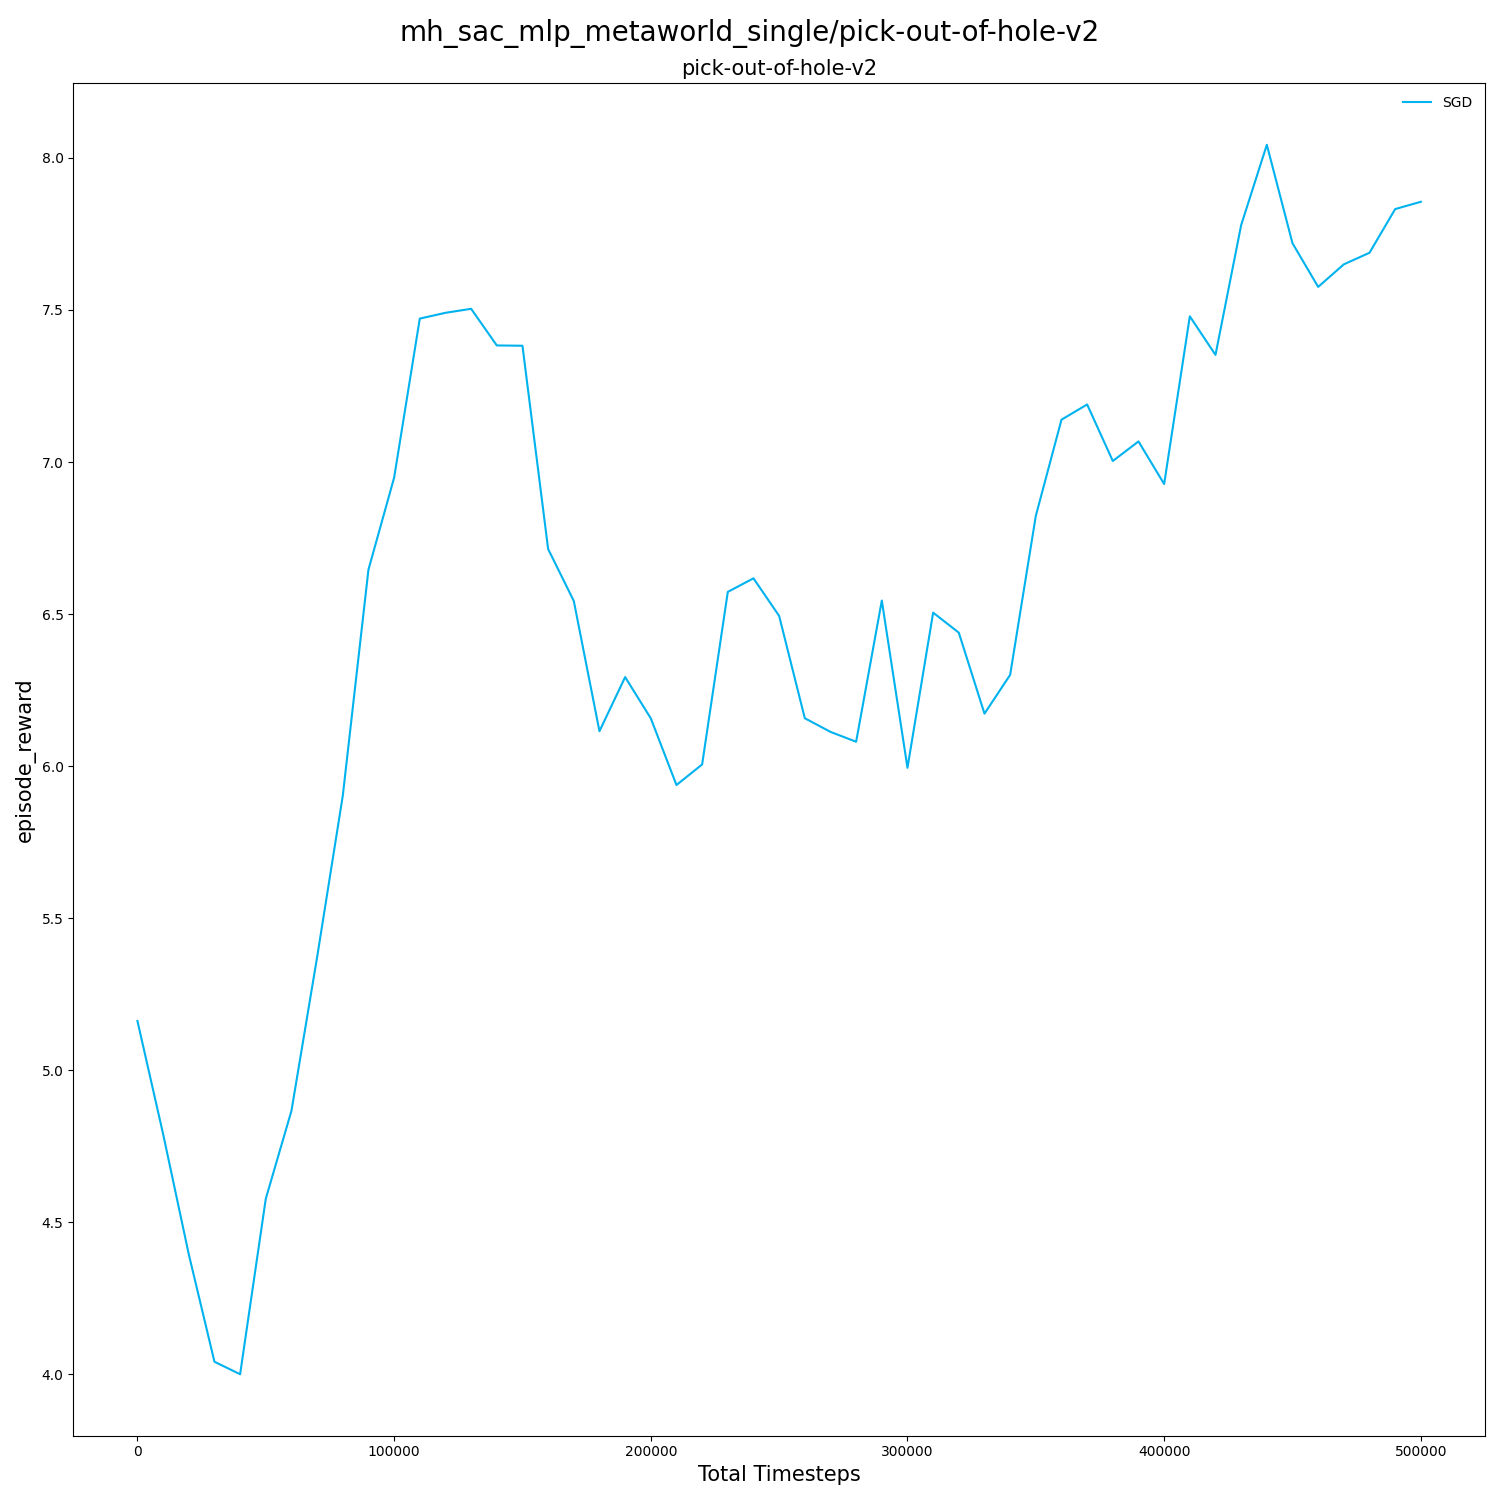 mh_sac_mlp_metaworld_single/pick-out-of-hole-v2
pick-out-of-hole-v2
SGD
8.0
7.5
7.0
6.5
6.0
5.5
5.0
4.5
4.0
episode_reward
0 100000 200000 300000 400000 500000
Total Timesteps